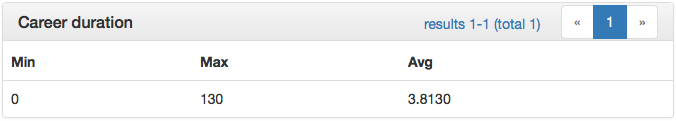 Career duration results 1-1 (total 1) « 1 »
Min Max Avg
0 130 3.8130